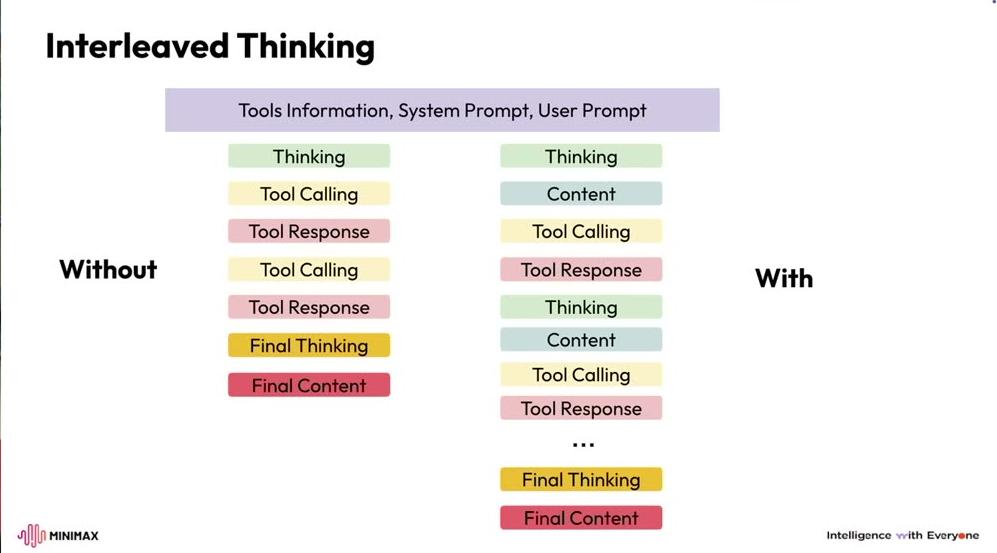 Interleaved Thinking
Tools Information, System Prompt, User Prompt
Without
Thinking
Tool Calling
Tool Response
Tool Calling
Tool Response
Final Thinking
Final Content
Thinking
Content
Tool Calling
Tool Response
Thinking
Content
Tool Calling
Tool Response
...
Final Thinking
Final Content
With
MINIMAX
Intelligence with Everyone